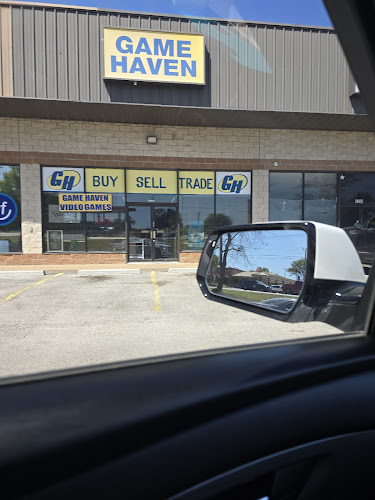 GAME
HAVEN
GH BUY SELL TRADE GH
GAME HAVEN
VIDEO GAMES
f